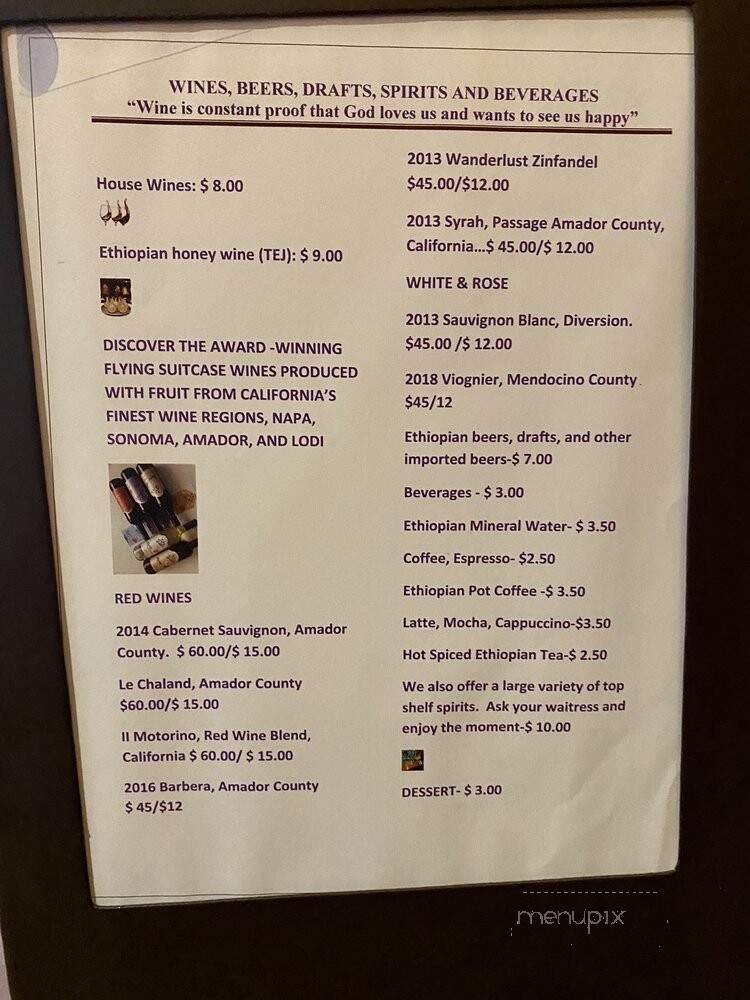 WINES, BEERS, DRAFTS, SPIRITS AND BEVERAGES
“Wine is constant proof that God loves us and wants to see us happy”
House Wines: $ 8.00
Ethiopian honey wine (TEJ): $ 9.00
DISCOVER THE AWARD -WINNING
FLYING SUITCASE WINES PRODUCED
WITH FRUIT FROM CALIFORNIA’S
FINEST WINE REGIONS, NAPA,
SONOMA, AMADOR, AND LODI
RED WINES
2014 Cabernet Sauvignon, Amador
County. $ 60.00/$ 15.00
Le Chaland, Amador County
$60.00/$ 15.00
II Motorino, Red Wine Blend,
California $ 60.00/ $ 15.00
2016 Barbera, Amador County
$ 45/$12
2013 Wanderlust Zinfandel
$45.00/$12.00
2013 Syrah, Passage Amador County,
California...$ 45.00/$ 12.00
WHITE & ROSE
2013 Sauvignon Blanc, Diversion.
$45.00 /$ 12.00
2018 Viognier, Mendocino County.
$45/12
Ethiopian beers, drafts, and other
imported beers-$ 7.00
Beverages - $ 3.00
Ethiopian Mineral Water- $ 3.50
Coffee, Espresso- $2.50
Ethiopian Pot Coffee -$ 3.50
Latte, Mocha, Cappuccino-$3.50
Hot Spiced Ethiopian Tea-$ 2.50
We also offer a large variety of top
shelf spirits. Ask your waitress and
enjoy the moment-$ 10.00
DESSERT- $ 3.00
menupix